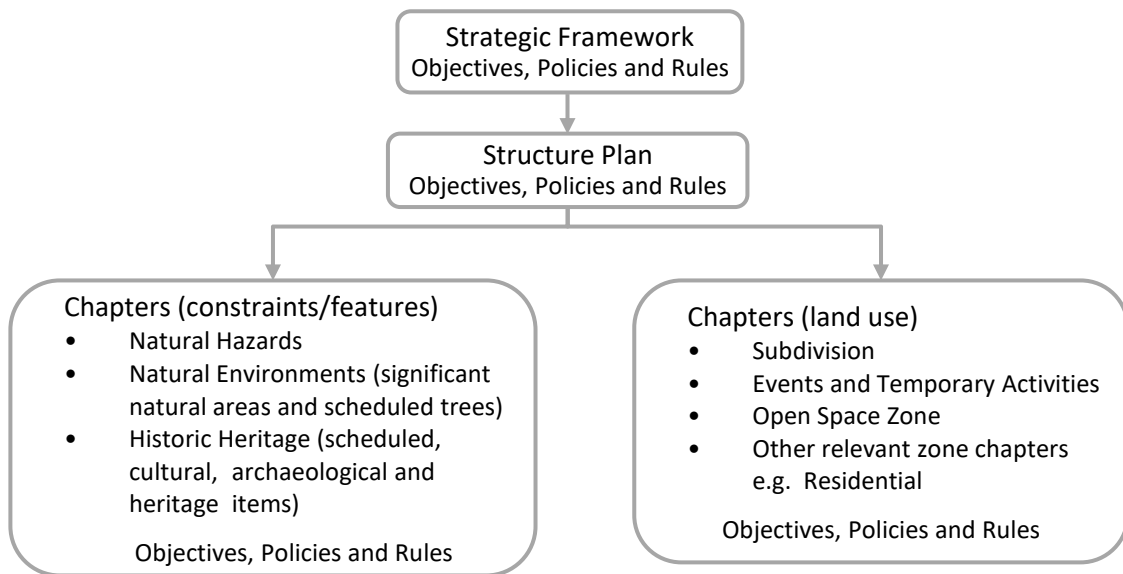 Strategic Framework
Objectives, Policies and Rules
Structure Plan
Objectives, Policies and Rules
Chapters (constraints/features)
• Natural Hazards
• Natural Environments (significant
natural areas and scheduled trees)
• Historic Heritage (scheduled,
cultural, archaeological and
heritage items)
Objectives, Policies and Rules
Chapters (land use)
• Subdivision
• Events and Temporary Activities
• Open Space Zone
• Other relevant zone chapters
e.g. Residential
Objectives, Policies and Rules